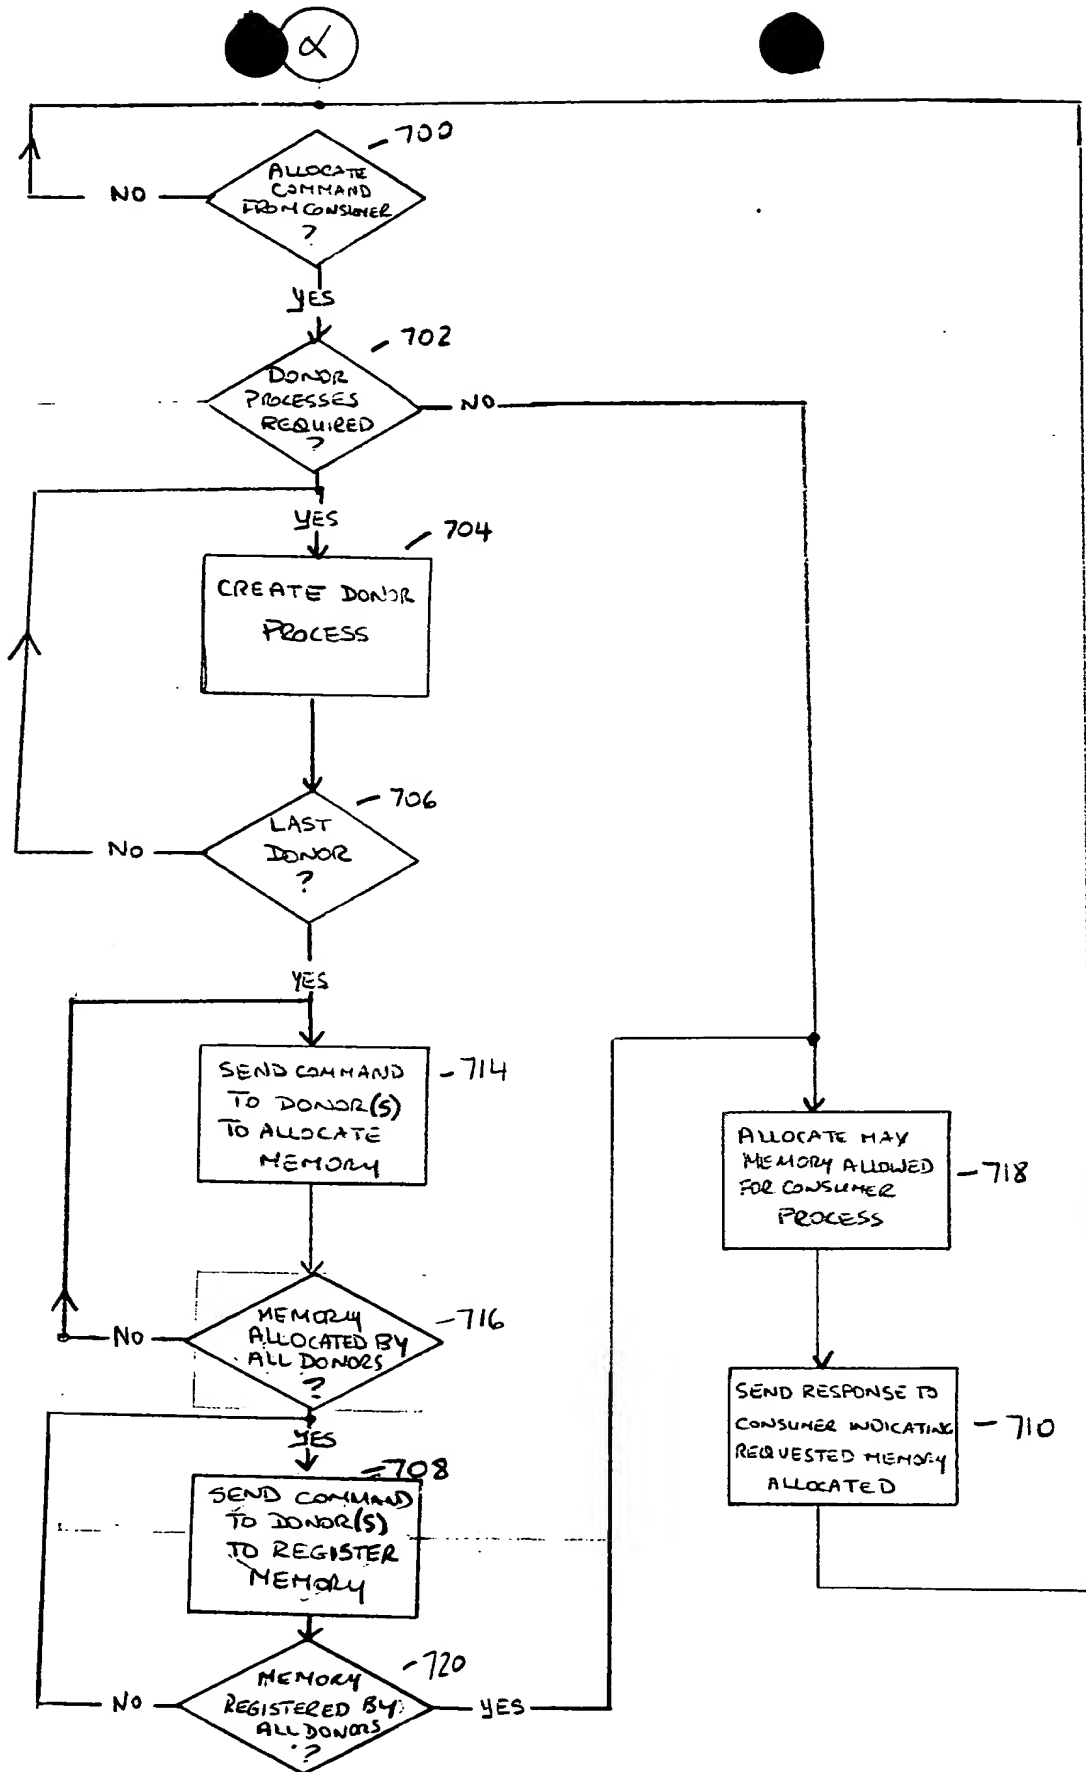 α
700
ALLOCATE
COMMAND
FROM CONSUMER
?
NO
YES
702
DONOR
PROCESSES
REQUIRED
?
NO
YES
704
CREATE DONOR
PROCESS
706
LAST
DONOR
?
NO
YES
714
SEND COMMAND
TO DONOR(S)
TO ALLOCATE
MEMORY
716
MEMORY
ALLOCATED BY
ALL DONORS
?
NO
YES
708
SEND COMMAND
TO DONOR(S)
TO REGISTER
MEMORY
720
MEMORY
REGISTERED BY
ALL DONORS
?
NO
YES
ALLOCATE MAX
MEMORY ALLOWED
FOR CONSUMER
PROCESS
718
SEND RESPONSE TO
CONSUMER INDICATING
REQUESTED MEMORY
ALLOCATED
710